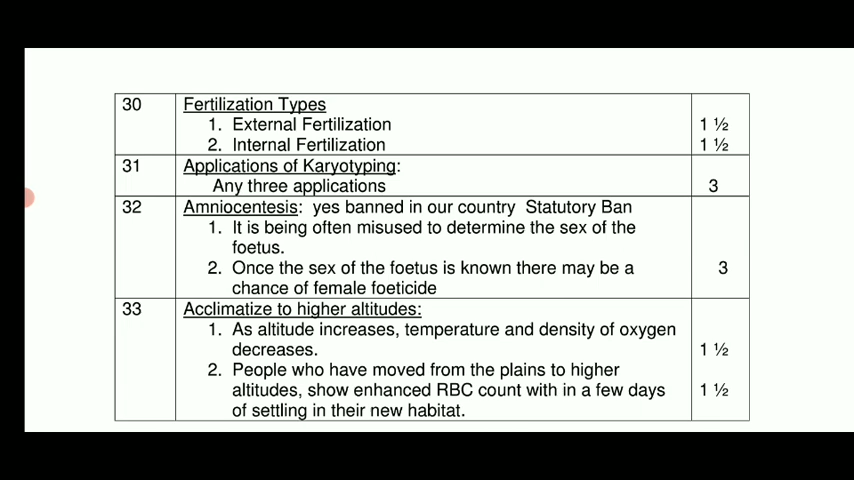 30 Fertilization Types
1. External Fertilization 1 ½
2. Internal Fertilization 1 ½
31 Applications of Karyotyping:
Any three applications 3
32 Amniocentesis: yes banned in our country Statutory Ban
1. It is being often misused to determine the sex of the
foetus.
2. Once the sex of the foetus is known there may be a 3
chance of female foeticide
33 Acclimatize to higher altitudes:
1. As altitude increases, temperature and density of oxygen
decreases. 1 ½
2. People who have moved from the plains to higher
altitudes, show enhanced RBC count with in a few days 1 ½
of settling in their new habitat.